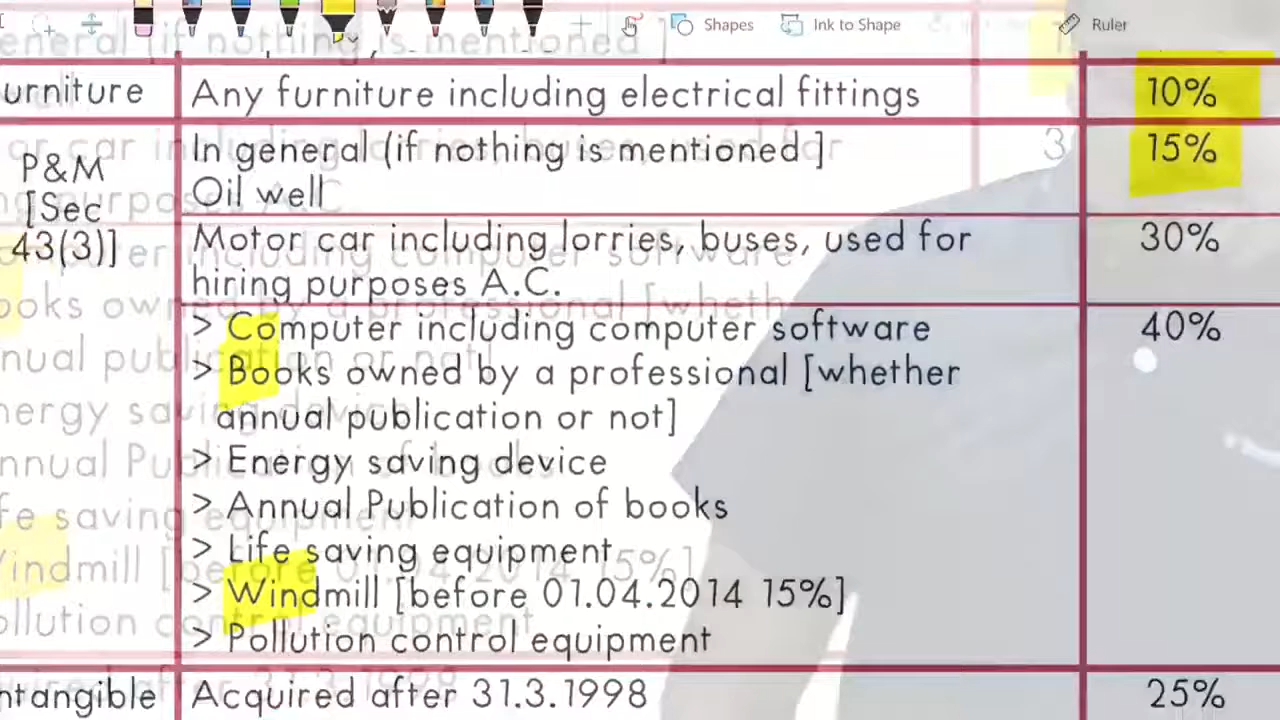 Shapes
Ink to Shape
Ruler
urniture
Any furniture including electrical fittings
10%
P&M
[Sec
43(3)]
In general (if nothing is mentioned ]
Oil well
15%
Motor car including lorries, buses, used for
hiring purposes A.C.
30%
> Computer including computer software
40%
> Books owned by a professional [whether
annual publication or not]
> Energy saving device
> Annual Publication of books
> Life saving equipment
> Windmill [before 01.04.2014 15%]
> Pollution control equipment
ntangible
Acquired after 31.3.1998
25%